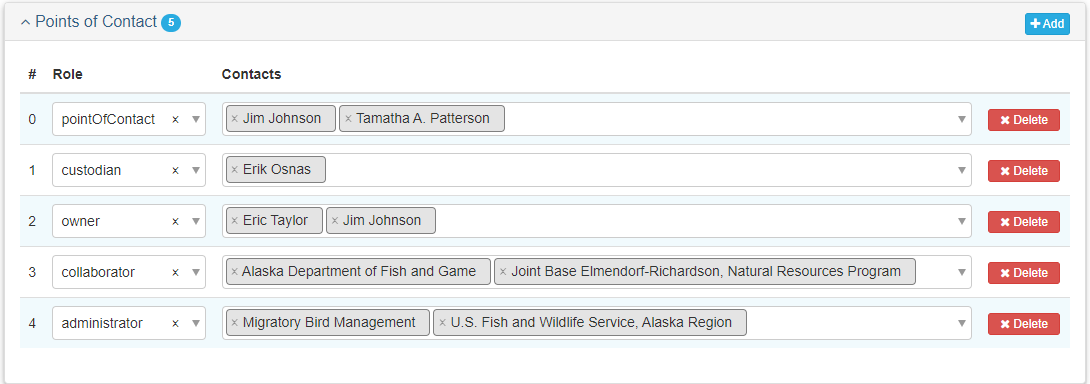 Points of Contact 5
Add
# Role Contacts
0 pointOfContact × × Jim Johnson × Tamatha A. Patterson Delete
1 custodian × × Erik Osnas Delete
2 owner × × Eric Taylor × Jim Johnson Delete
3 collaborator × × Alaska Department of Fish and Game × Joint Base Elmendorf-Richardson, Natural Resources Program Delete
4 administrator × × Migratory Bird Management × U.S. Fish and Wildlife Service, Alaska Region Delete